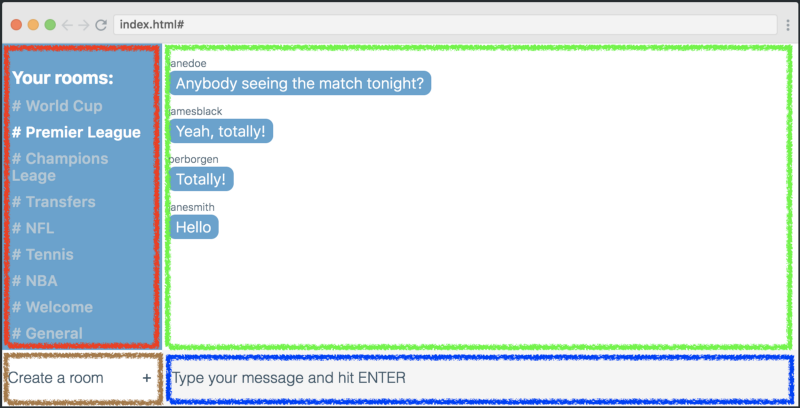 index.html#
Your rooms:
# World Cup
# Premier League
# Champions
Leage
# Transfers
# NFL
# Tennis
# NBA
# Welcome
# General
Create a room +
anedoe
Anybody seeing the match tonight?
jamesblack
Yeah, totally!
perborgen
Totally!
janesmith
Hello
Type your message and hit ENTER